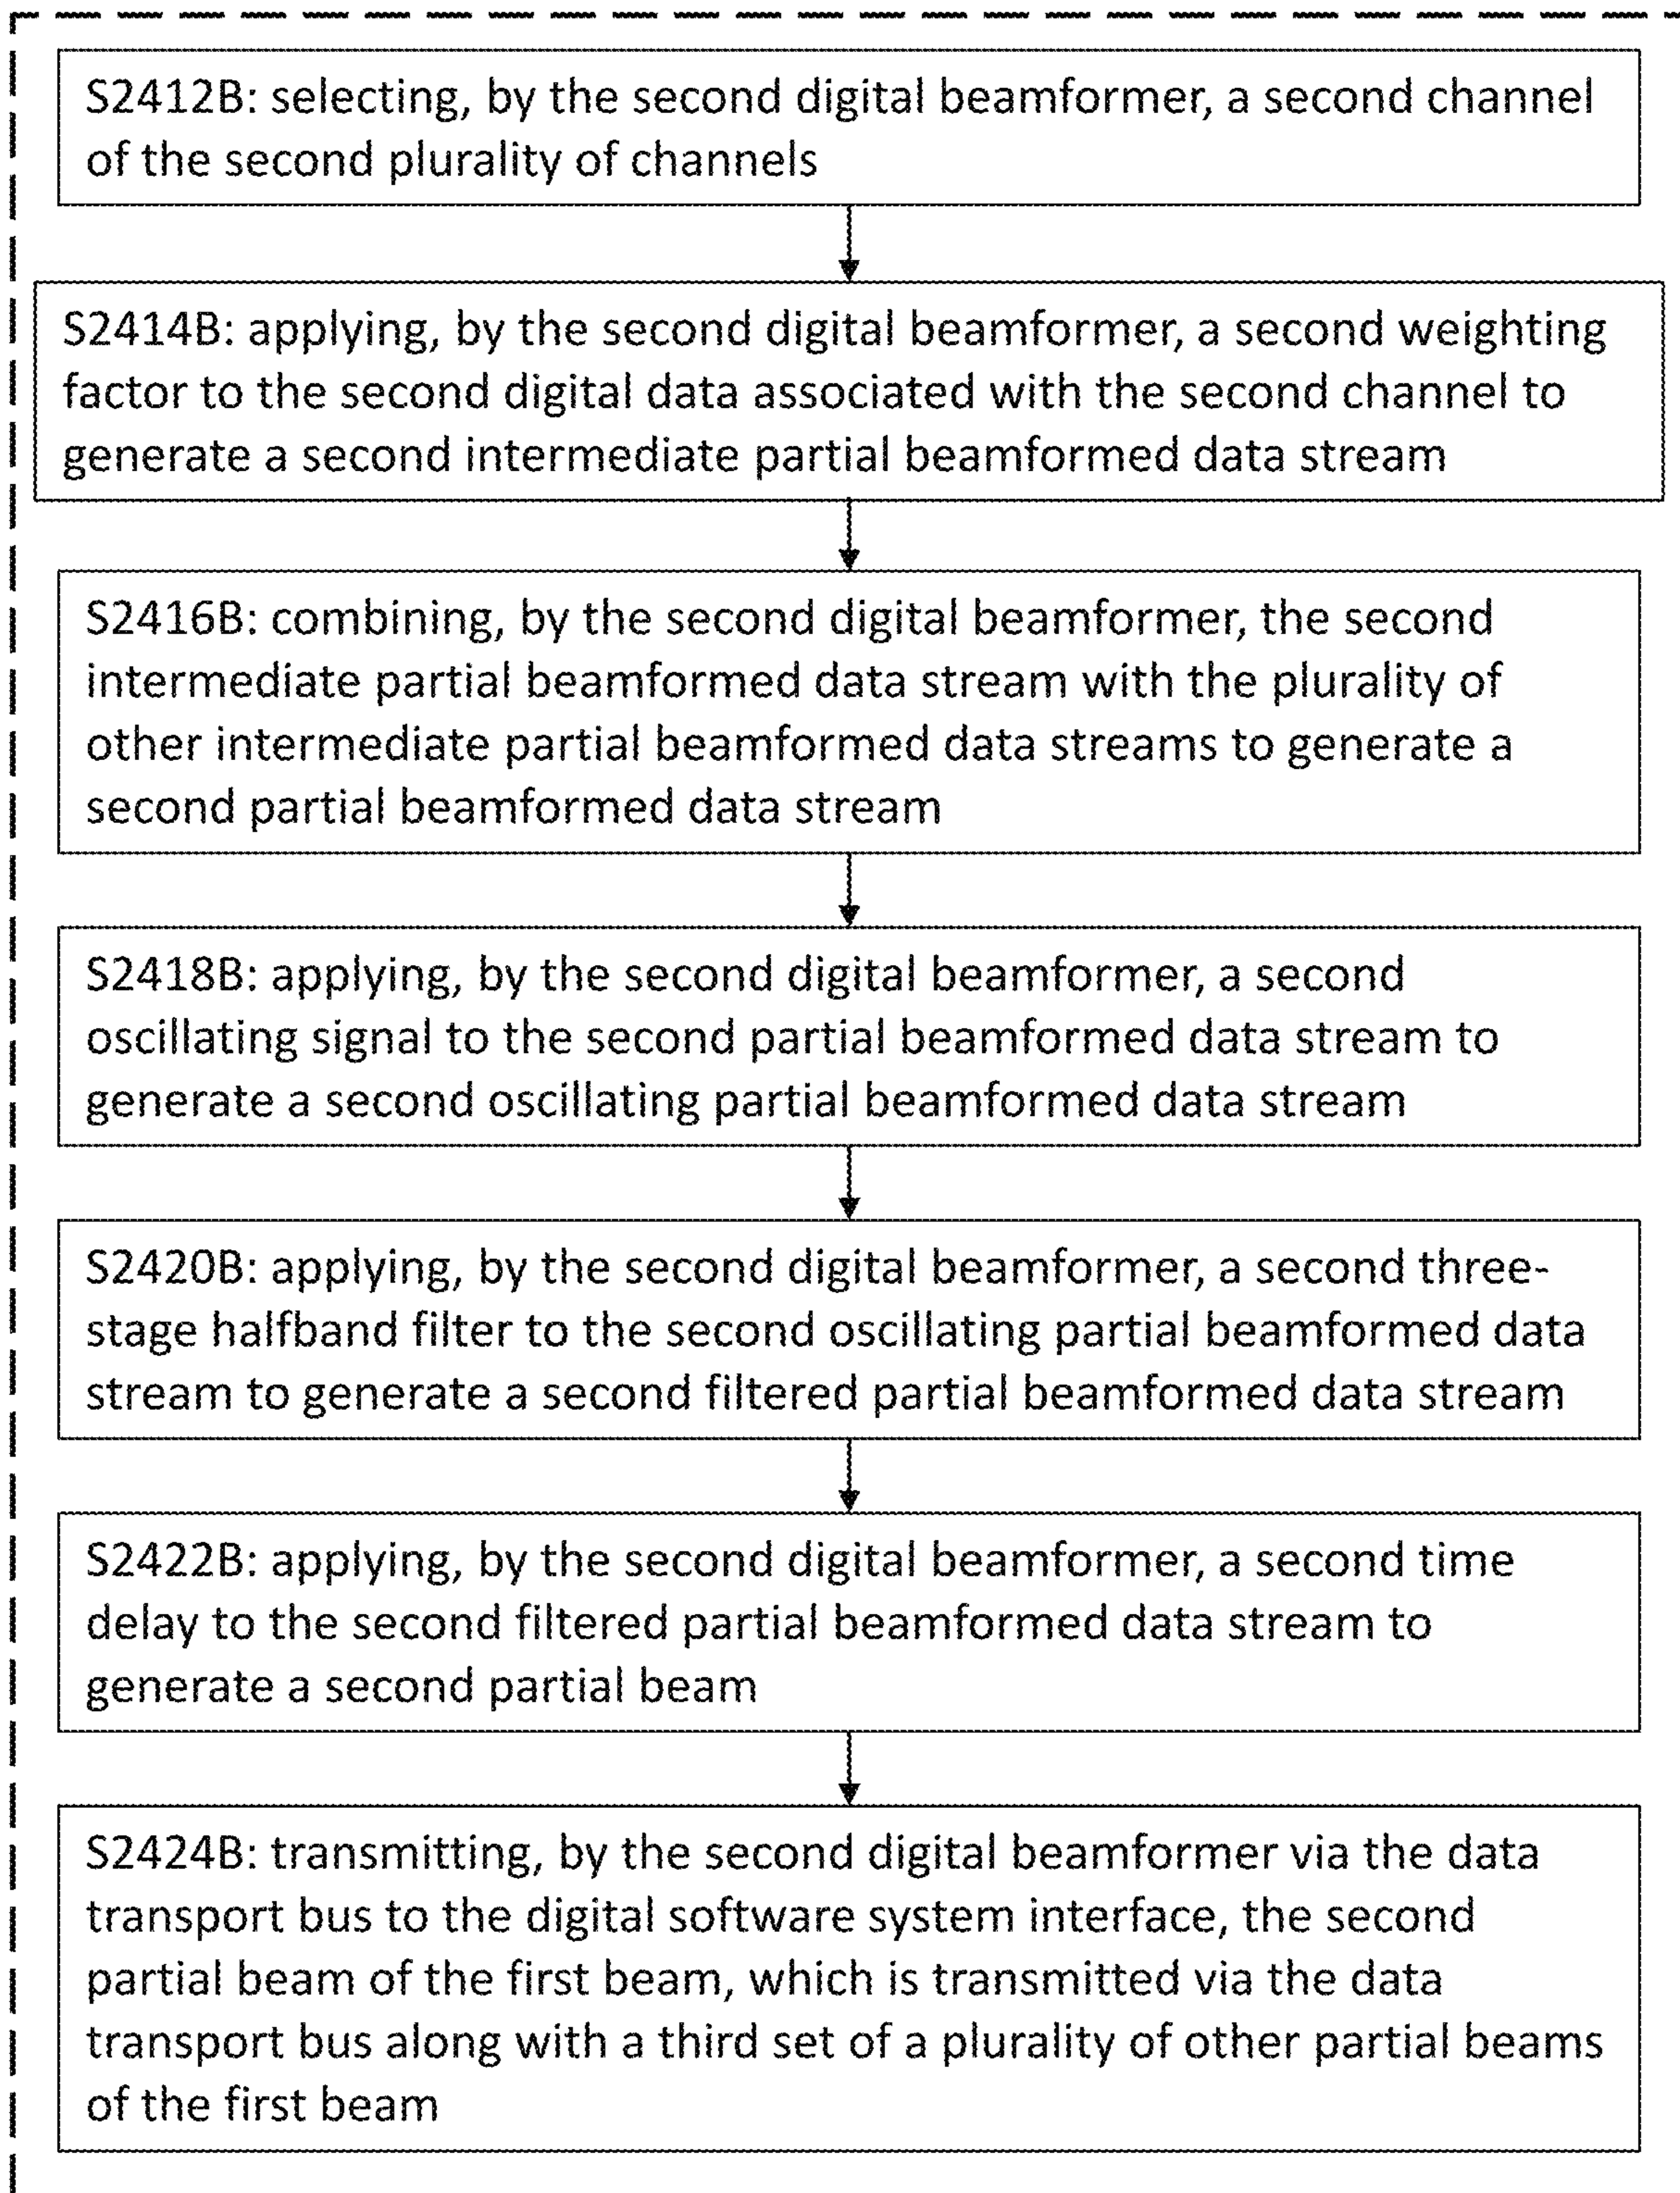 S2412B: selecting, by the second digital beamformer, a second channel
of the second plurality of channels
S2414B: applying, by the second digital beamformer, a second weighting
factor to the second digital data associated with the second channel to
generate a second intermediate partial beamformed data stream
S2416B: combining, by the second digital beamformer, the second
intermediate partial beamformed data stream with the plurality of
other intermediate partial beamformed data streams to generate a
second partial beamformed data stream
S2418B: applying, by the second digital beamformer, a second
oscillating signal to the second partial beamformed data stream to
generate a second oscillating partial beamformed data stream
S2420B: applying, by the second digital beamformer, a second three-
stage halfband filter to the second oscillating partial beamformed data
stream to generate a second filtered partial beamformed data stream
S2422B: applying, by the second digital beamformer, a second time
delay to the second filtered partial beamformed data stream to
generate a second partial beam
S2424B: transmitting, by the second digital beamformer via the data
transport bus to the digital software system interface, the second
partial beam of the first beam, which is transmitted via the data
transport bus along with a third set of a plurality of other partial beams
of the first beam